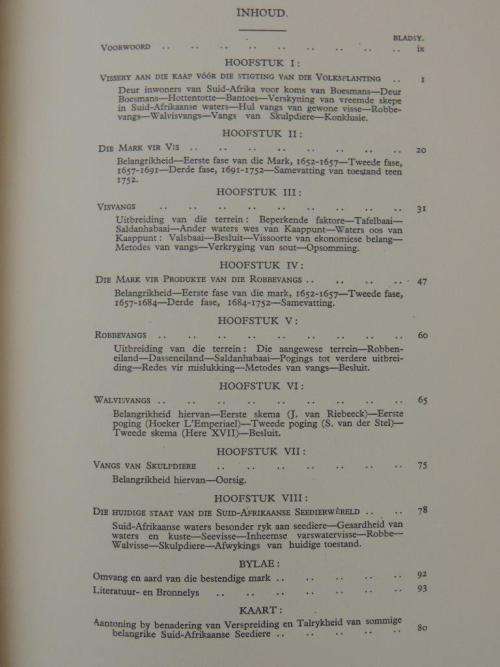 INHOUD.
BLADSY.
VOORWOORD .. .. .. .. .. .. .. .. .. ix
HOOFSTUK I:
VISSERY AAN DIE KAAP VÓÓR DIE STIGTING VAN DIE VOLKSPLANTING .. 1
Deur inwoners van Suid-Afrika voor koms van Boesmans—Deur
Boesmans—Hottentotte—Bantoes—Verskyning van vreemde skepe
in Suid-Afrikaanse waters—Hul vangs van gewone visse—Robbe-
vangs—Walvisvangs—Vangs van Skulpdiere—Konklusie.
HOOFSTUK II:
DIE MARK VIR VIS .. .. .. .. .. .. .. .. 20
Belangrikheid—Eerste fase van die Mark, 1652-1657—Tweede fase,
1657-1691—Derde fase, 1691-1752—Samevatting van toestand teen
1752.
HOOFSTUK III:
VISVANGS .. .. .. .. .. .. .. .. .. 31
Uitbreiding van die terrein: Beperkende faktore—Tafelbaai—
Saldanhabaai—Ander waters wes van Kaappunt—Waters oos van
Kaappunt: Valsbaai—Besluit—Vissoorte van ekonomiese belang—
Metodes van vangs—Verkryging van sout—Opsomming.
HOOFSTUK IV:
DIE MARK VIR PRODUKTE VAN DIE ROBBEVANGS .. .. .. .. 47
Belangrikheid—Eerste fase van die mark, 1652-1657—Tweede fase,
1657-1684—Derde fase, 1684-1752—Samevatting.
HOOFSTUK V:
ROBBEVANGS .. .. .. .. .. .. .. .. .. 60
Uitbreiding van die terrein: Die aangewese terrein—Robben-
eiland—Dasseneiland—Saldanhabaai—Pogings tot verdere uitbrei-
ding—Redes vir mislukking—Metodes van vangs—Besluit.
HOOFSTUK VI:
WALVISVANGS .. .. .. .. .. .. .. .. .. 65
Belangrikheid hiervan—Eerste skema (J. van Riebeeck)—Eerste
poging (Hoeker L'Emperiael)—Tweede poging (S. van der Stel)—
Tweede skema (Here XVII)—Besluit.
HOOFSTUK VII:
VANGS VAN SKULPDIERE .. .. .. .. .. .. .. 75
Belangrikheid hiervan—Oorsig.
HOOFSTUK VIII:
DIE HUIDIGE STAAT VAN DIE SUID-AFRIKAANSE SEEDIERWÊRELD .. .. 78
Suid-Afrikaanse waters besonder ryk aan seediere—Gesardheid van
waters en kuste—Seevisse—Inheemse varswatervisse—Robbe—
Walvisse—Skulpdiere—Afwykings van huidige toestand.
BYLAE:
Omvang en aard van die bestendige mark .. .. .. .. .. 92
Literatuur- en Bronnelys .. .. .. .. .. .. .. 93
KAART:
Aantoning by benadering van Verspreiding en Talrykheid van sommige
belangrike Suid-Afrikaanse Seediere .. .. .. .. .. 80